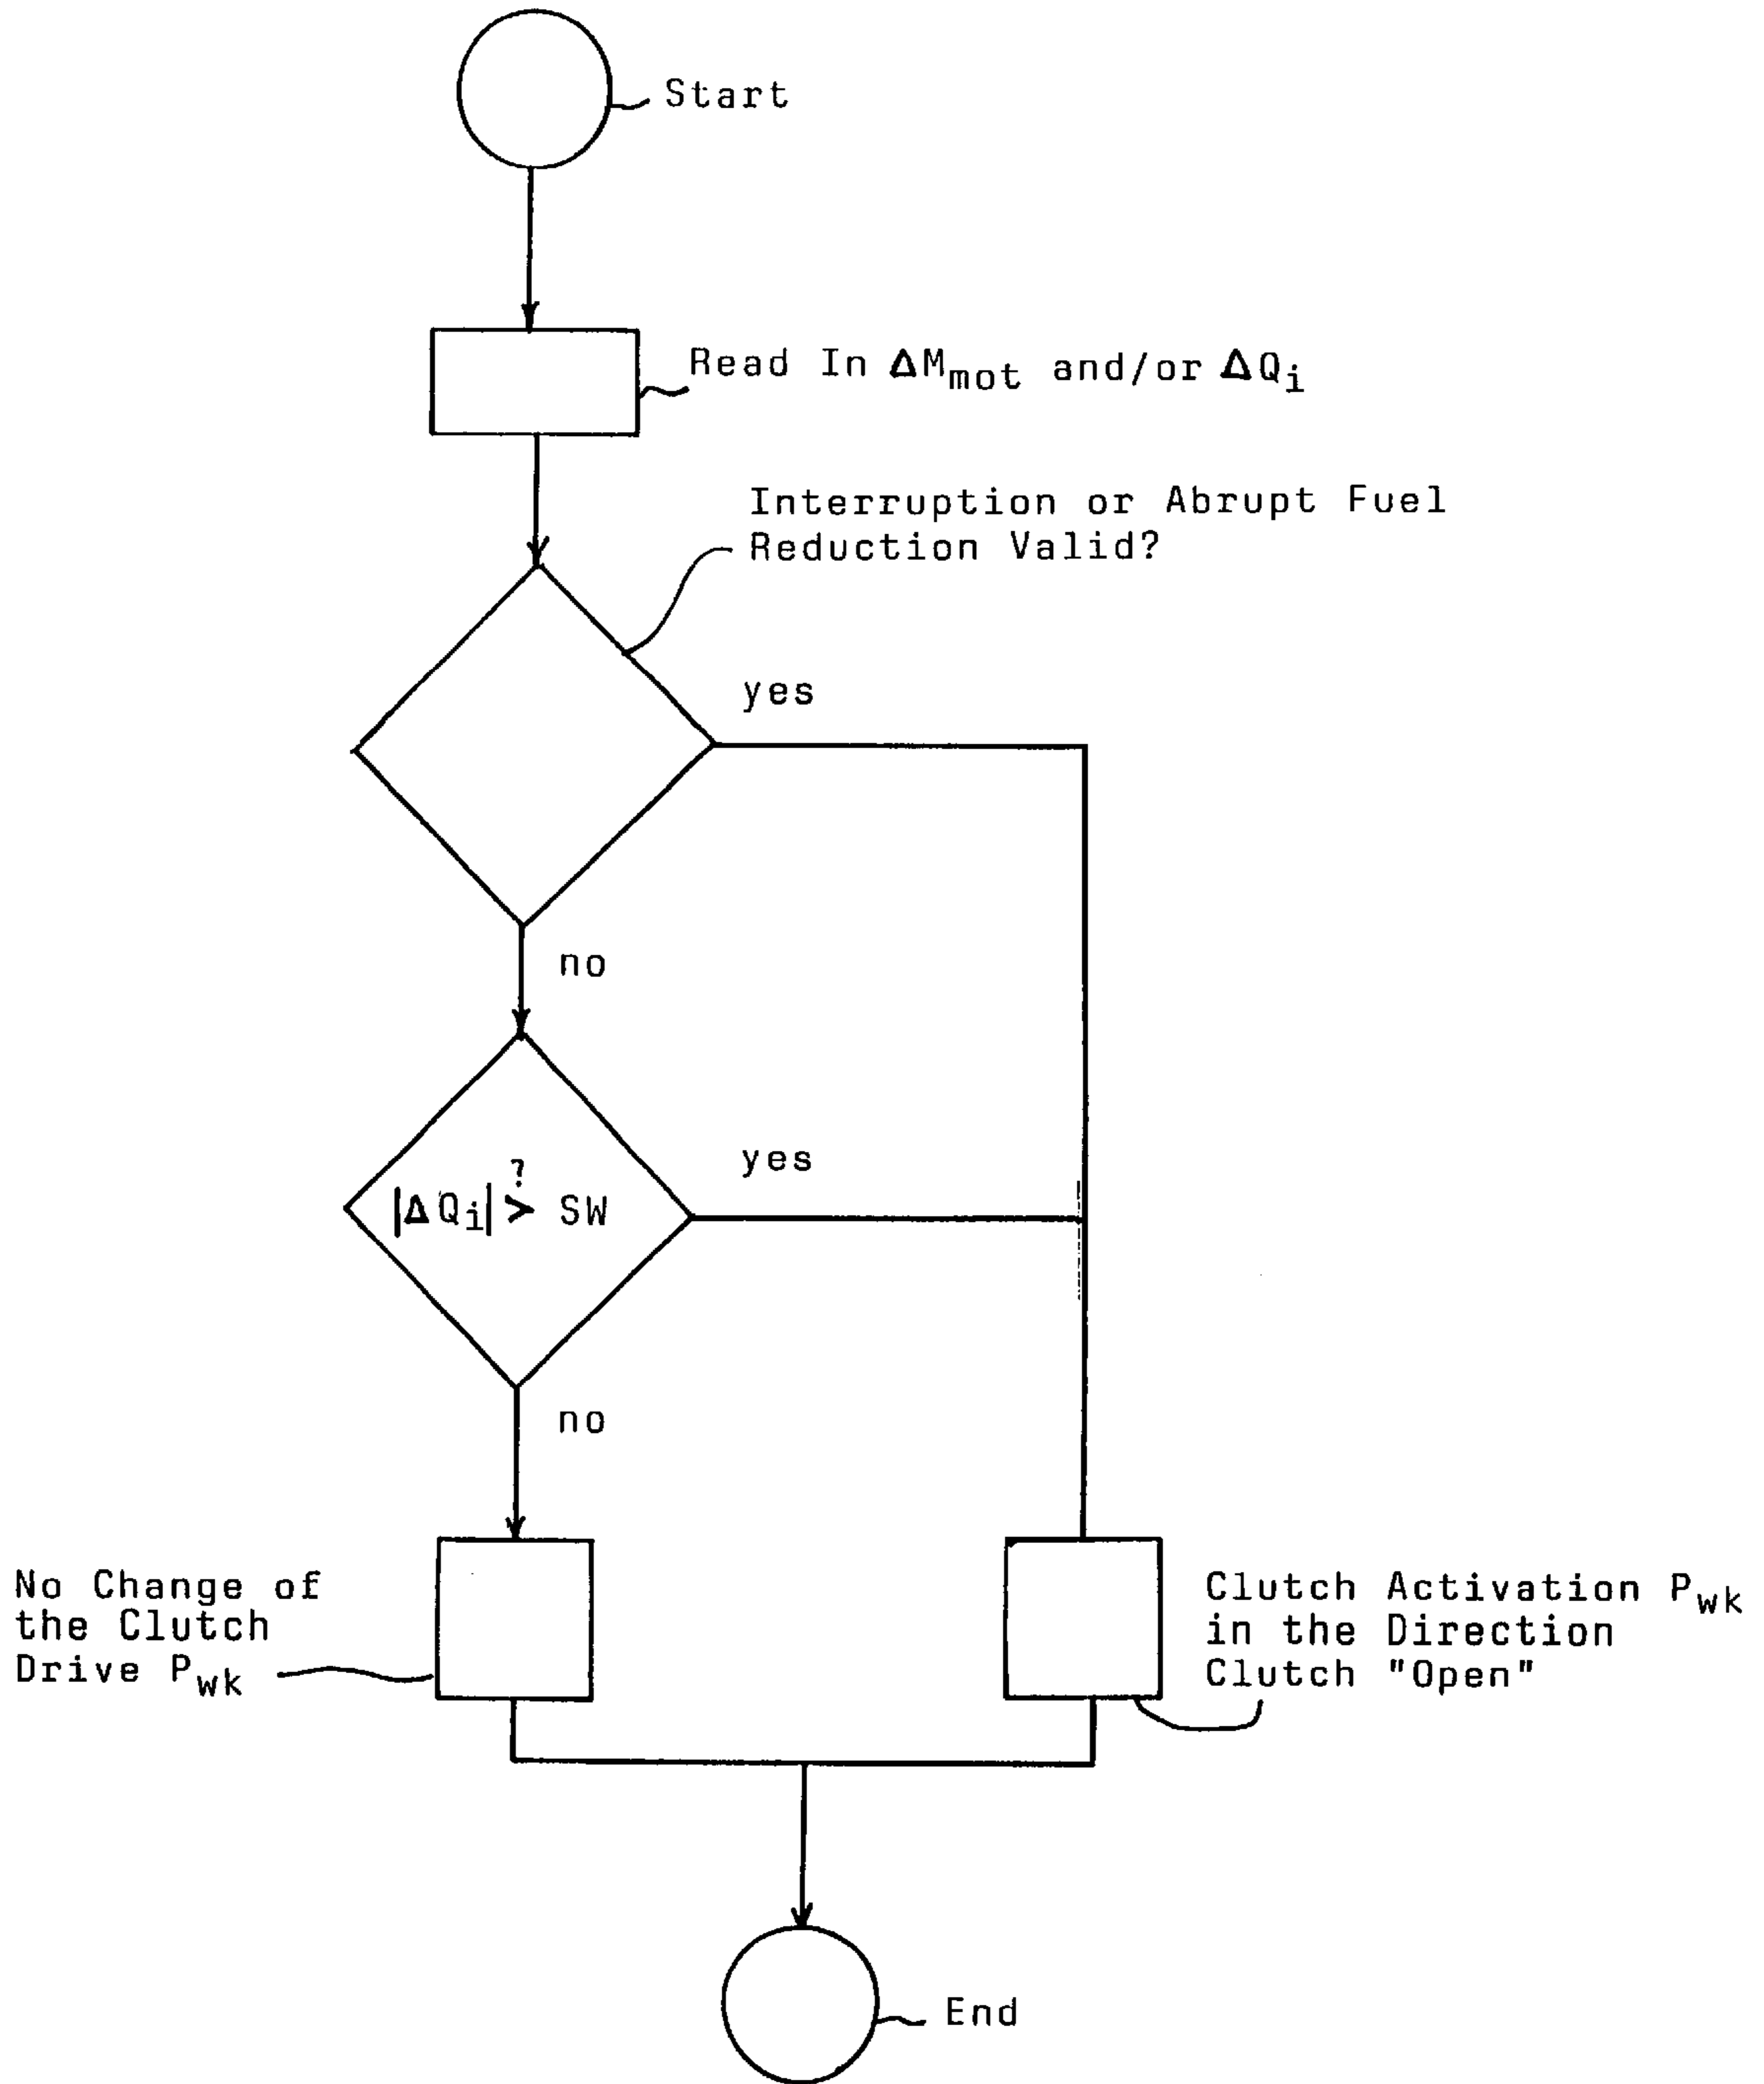 Start
Read In ΔMmot and/or ΔQi
Interruption or Abrupt Fuel
Reduction Valid?
yes
no
?
|ΔQi| > SW
yes
no
No Change of
the Clutch
Drive Pwk
Clutch Activation Pwk
in the Direction
Clutch "Open"
End